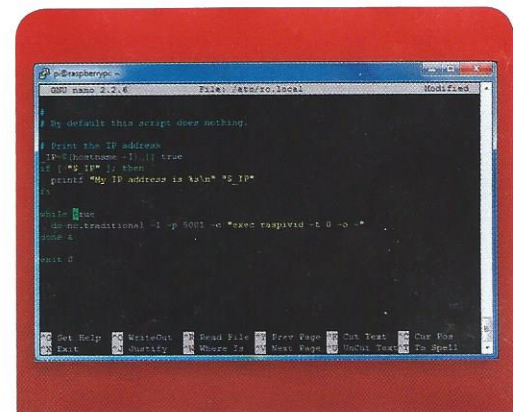 pi@raspberrypi: ~
GNU nano 2.2.6 File: /etc/rc.local Modified
#
# By default this script does nothing.
# Print the IP address
_IP=$(hostname -I) || true
if [ "$_IP" ]; then
printf "My IP address is %s\n" "$_IP"
fi
while true
do nc.traditional -l -p 5001 -c "exec raspivid -t 0 -o -"
done &
exit 0
^G Get Help ^O WriteOut ^R Read File ^Y Prev Page ^K Cut Text ^C Cur Pos
^X Exit ^J Justify ^W Where Is ^V Next Page ^U UnCut Text ^T To Spell